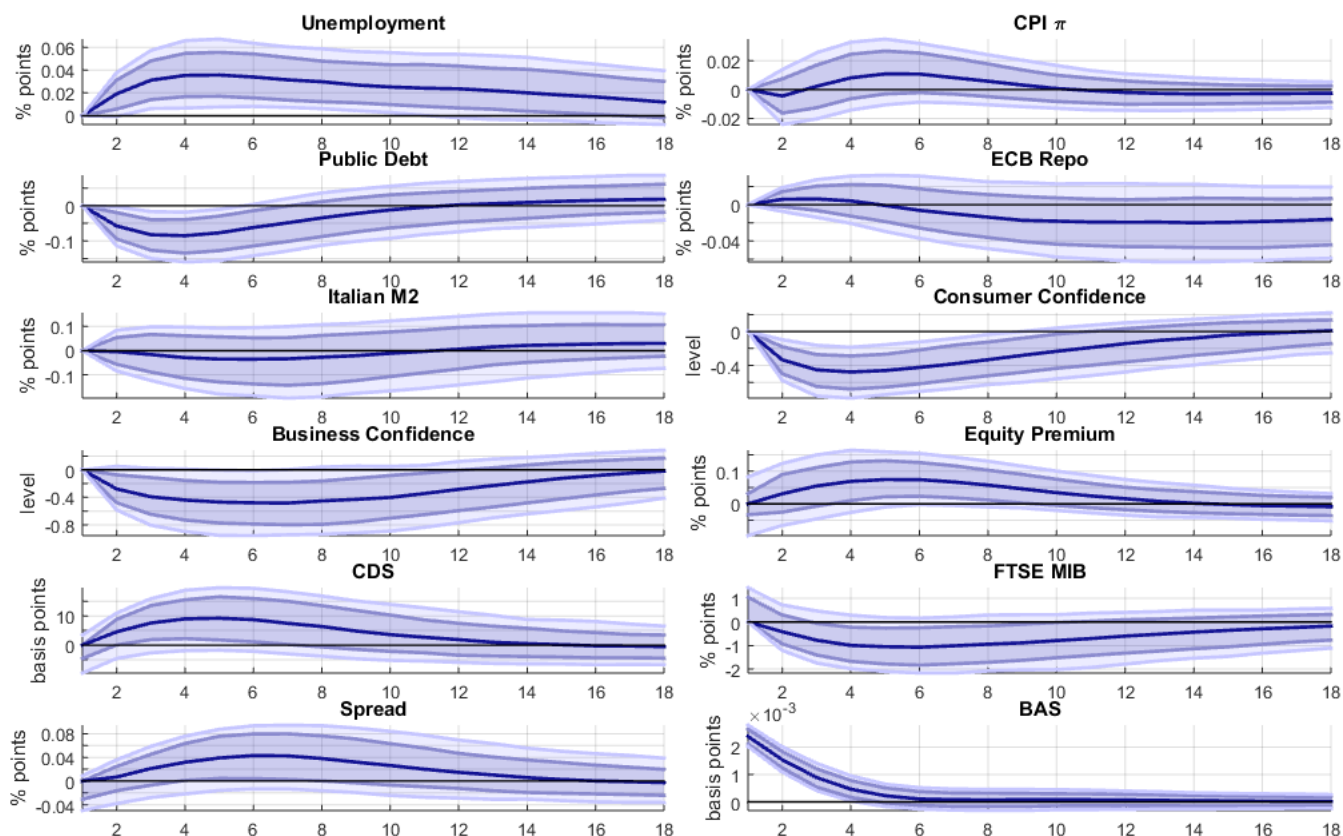 Unemployment
% points
0.06
0.04
0.02
0
2 4 6 8 10 12 14 16 18
CPI π
% points
0.02
0
-0.02
2 4 6 8 10 12 14 16 18
Public Debt
% points
0
-0.1
2 4 6 8 10 12 14 16 18
ECB Repo
% points
0
-0.04
2 4 6 8 10 12 14 16 18
Italian M2
% points
0.1
0
-0.1
2 4 6 8 10 12 14 16 18
Consumer Confidence
level
0
-0.4
2 4 6 8 10 12 14 16 18
Business Confidence
level
0
-0.4
-0.8
2 4 6 8 10 12 14 16 18
Equity Premium
% points
0.1
0
2 4 6 8 10 12 14 16 18
CDS
basis points
10
0
2 4 6 8 10 12 14 16 18
FTSE MIB
% points
1
0
-1
-2
2 4 6 8 10 12 14 16 18
Spread
% points
0.08
0.04
0
-0.04
2 4 6 8 10 12 14 16 18
BAS
×10-3
basis points
2
1
0
2 4 6 8 10 12 14 16 18